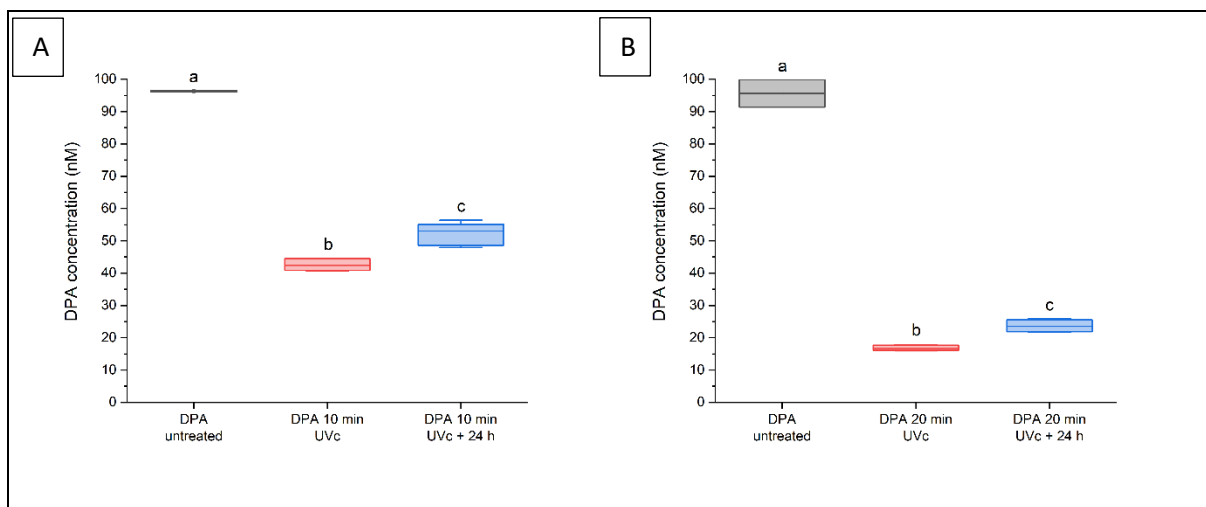 A
DPA concentration (nM)
100
90
80
70
60
50
40
30
20
10
0
a
b
c
DPA
untreated
DPA 10 min
UVc
DPA 10 min
UVc + 24 h
B
DPA concentration (nM)
100
90
80
70
60
50
40
30
20
10
0
a
b
c
DPA
untreated
DPA 20 min
UVc
DPA 20 min
UVc + 24 h